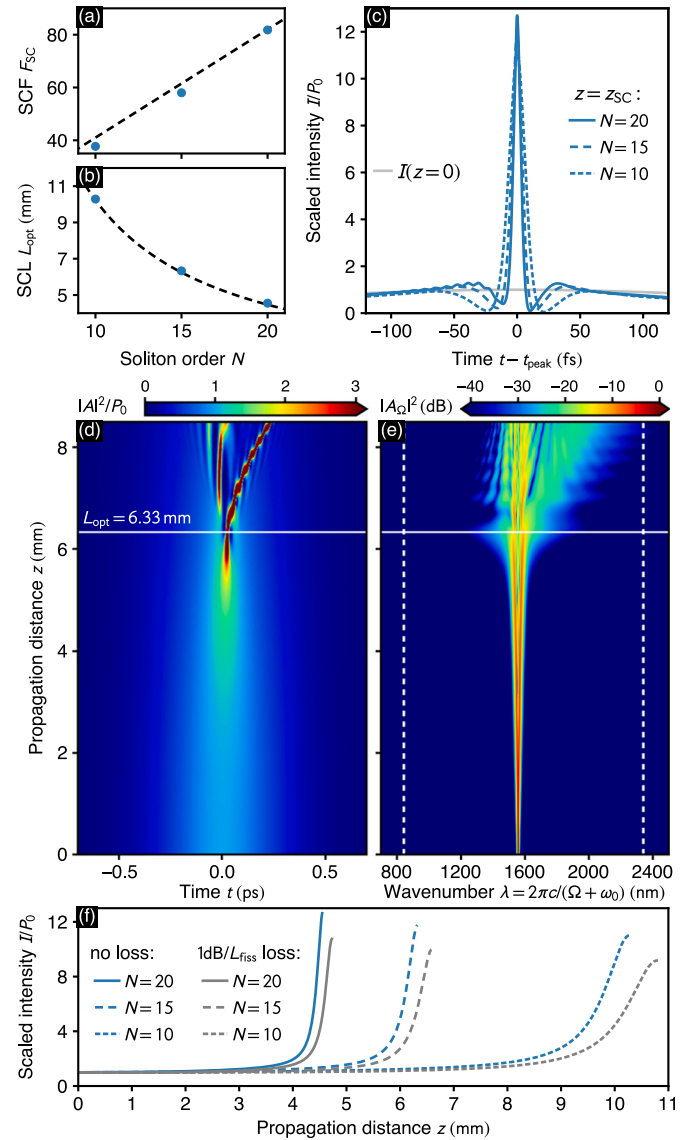 (a)
80
60
40
SCF F_SC
(b)
11
9
7
5
SCL L_opt (mm)
10 15 20
Soliton order N
(c)
12
10
8
6
4
2
0
Scaled intensity I/P₀
z = z_SC :
N = 20
N = 15
N = 10
I(z = 0)
−100 −50 0 50 100
Time t − t_peak (fs)
|A|²/P₀ 0 1 2 3
|A_Ω|² (dB) −40 −30 −20 −10 0
(d)
8
6
4
2
0
Propagation distance z (mm)
L_opt = 6.33 mm
−0.5 0.0 0.5
Time t (ps)
(e)
800 1200 1600 2000 2400
Wavenumber λ = 2πc/(Ω + ω₀) (nm)
(f)
12
8
4
0
Scaled intensity I/P₀
no loss:
N = 20
N = 15
N = 10
1dB/L_fiss loss:
N = 20
N = 15
N = 10
0 1 2 3 4 5 6 7 8 9 10 11
Propagation distance z (mm)